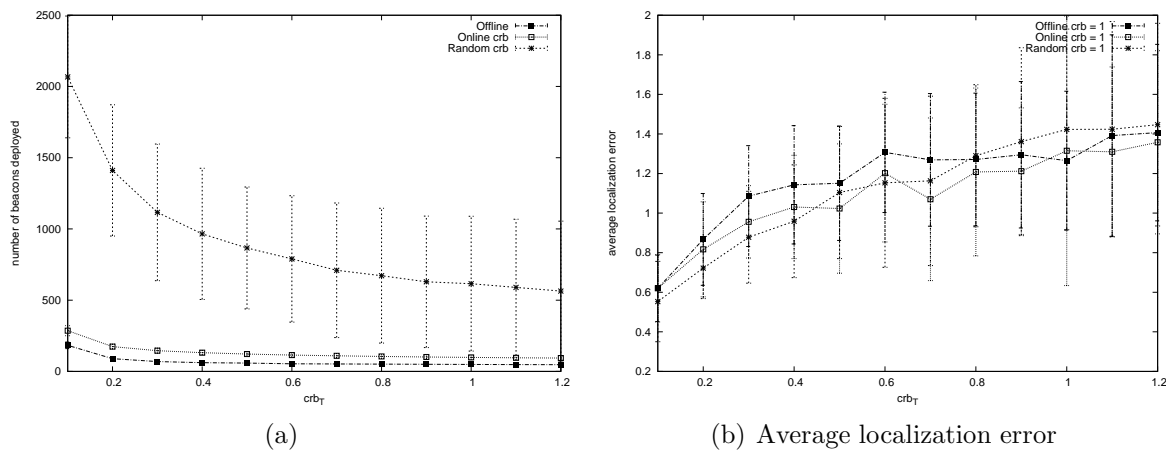 2500
2000
1500
1000
500
0
number of beacons deployed
Offline
Online crb
Random crb
0.2
0.4
0.6
0.8
1
1.2
crbT
(a)
2
1.8
1.6
1.4
1.2
1
0.8
0.6
0.4
0.2
average localization error
Offline crb = 1
Online crb = 1
Random crb = 1
0.2
0.4
0.6
0.8
1
1.2
crbT
(b) Average localization error